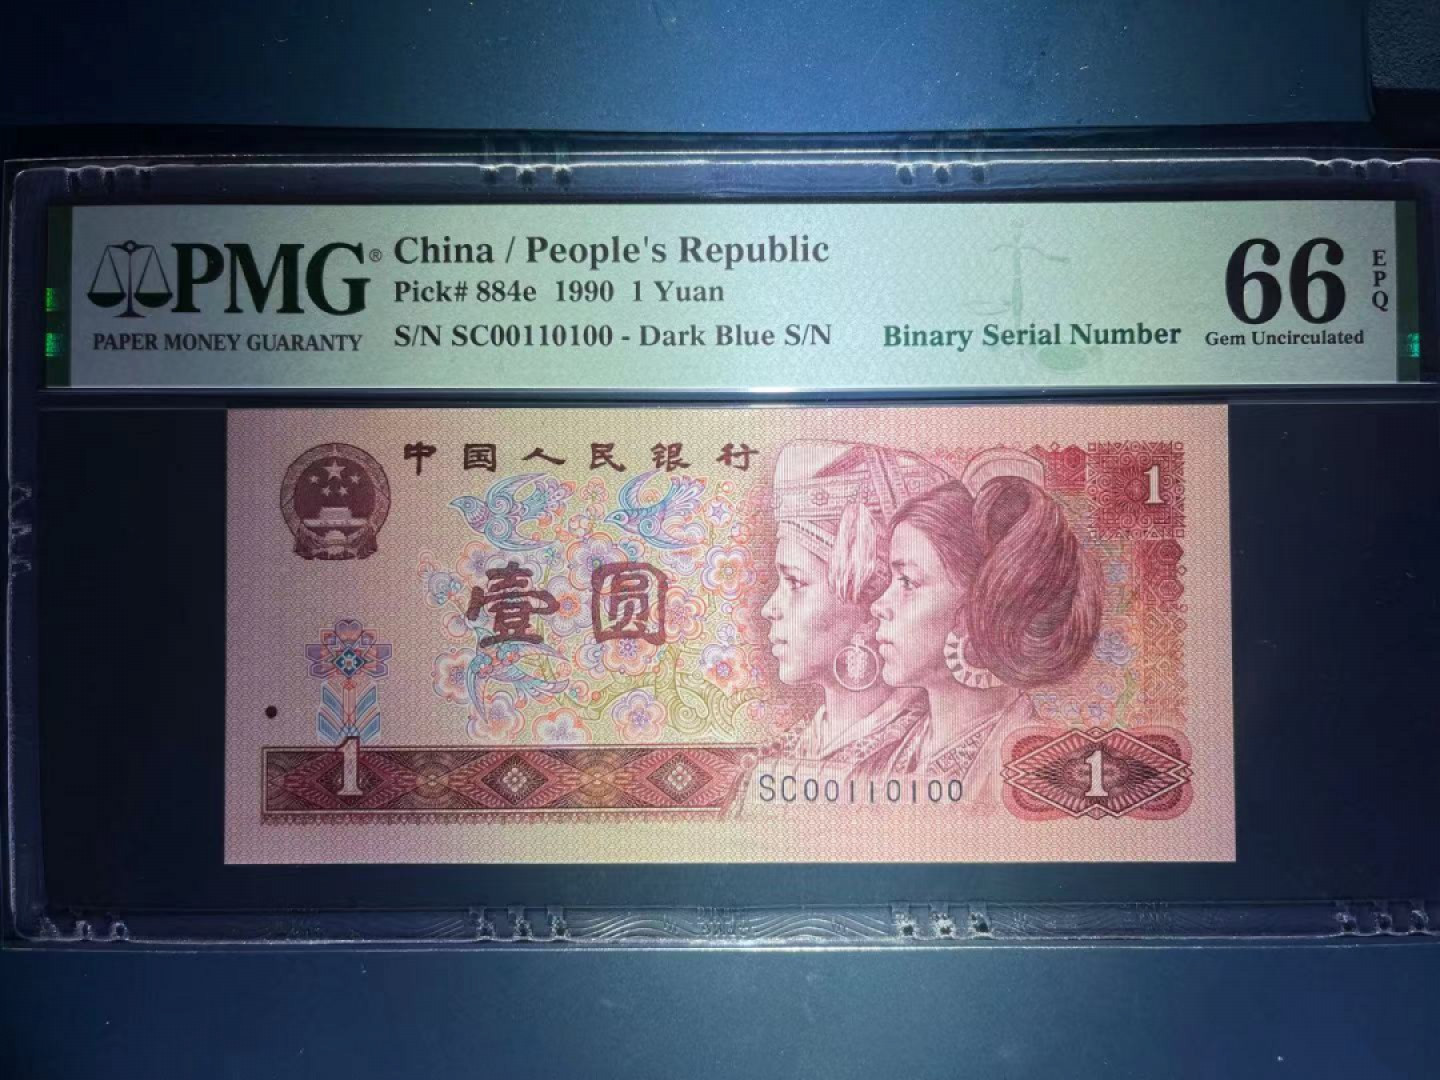 PMG®
PAPER MONEY GUARANTY
China / People's Republic
Pick# 884e 1990 1 Yuan
S/N SC00110100 - Dark Blue S/N
Binary Serial Number
66
EPQ
Gem Uncirculated
中国人民银行
1
壹圆
1
SC00110100
1